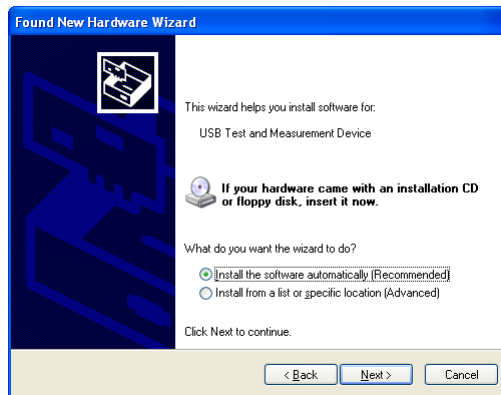 Found New Hardware Wizard
This wizard helps you install software for:
USB Test and Measurement Device
If your hardware came with an installation CD
or floppy disk, insert it now.
What do you want the wizard to do?
Install the software automatically (Recommended)
Install from a list or specific location (Advanced)
Click Next to continue.
< Back Next > Cancel